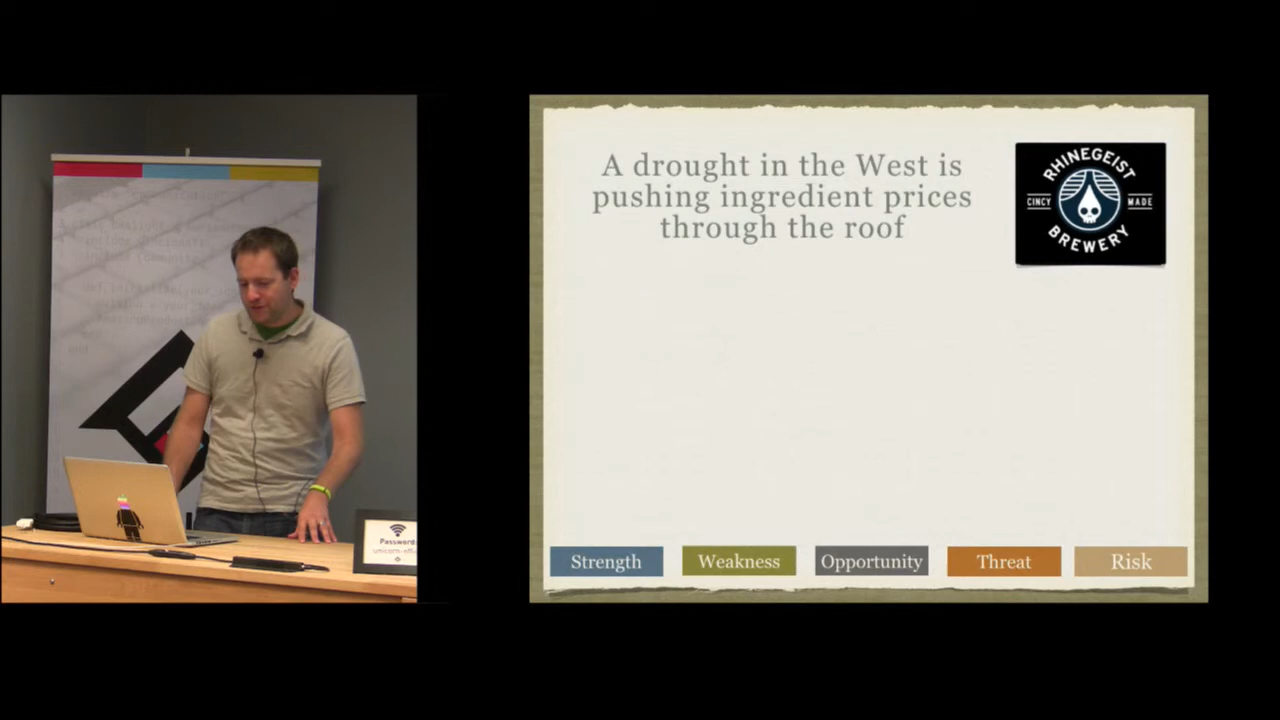 A drought in the West is
pushing ingredient prices
through the roof
RHINEGEIST
CINCY MADE
BREWERY
Strength Weakness Opportunity Threat Risk
Password: